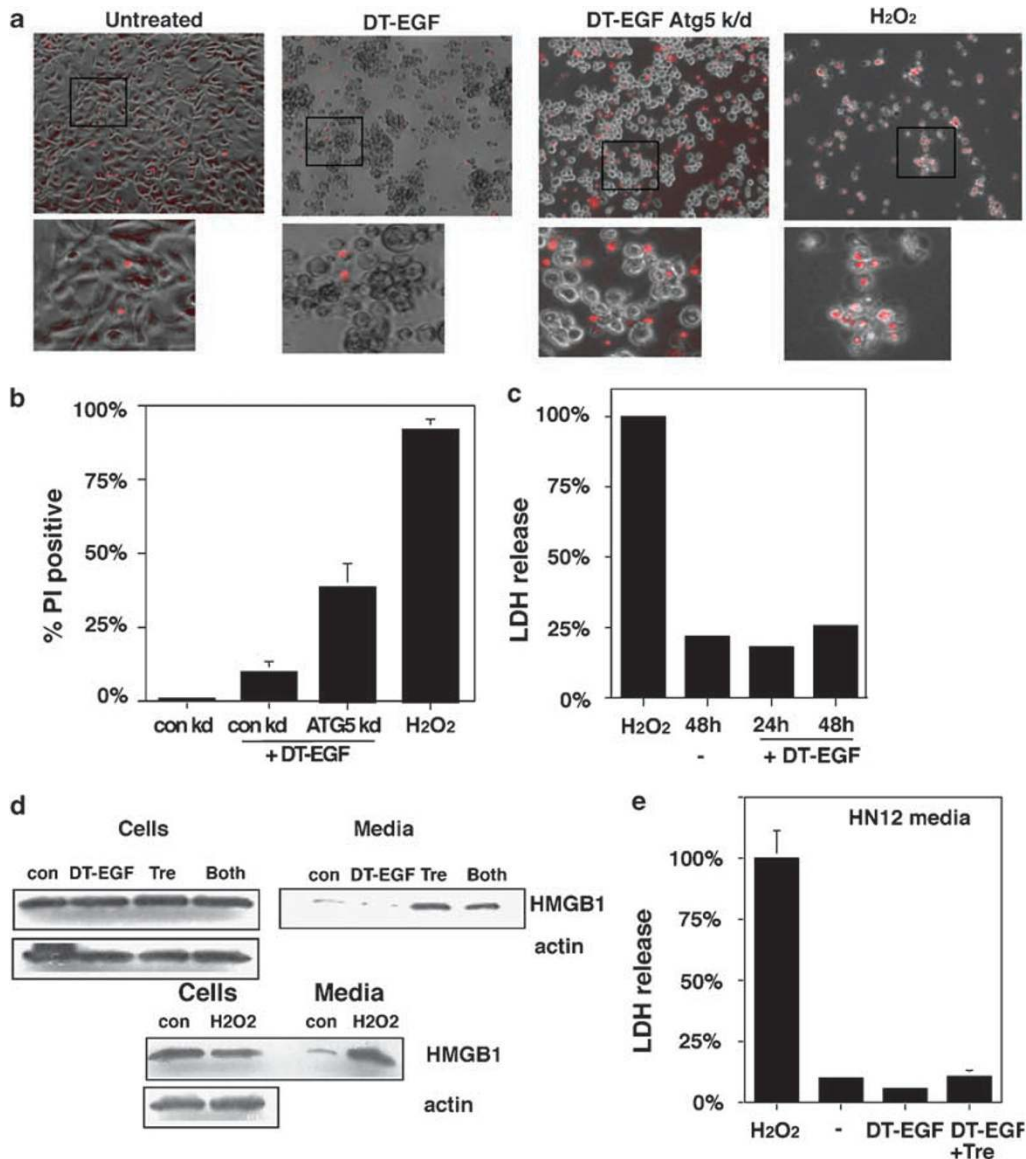 a
Untreated
DT-EGF
DT-EGF Atg5 k/d
H2O2
b
100%
75%
50%
25%
0%
% PI positive
con kd
con kd
ATG5 kd
H2O2
+ DT-EGF
c
100%
75%
50%
25%
0%
LDH release
H2O2
48h
24h
48h
-
+ DT-EGF
d
Cells
Media
con DT-EGF Tre Both
con DT-EGF Tre Both
HMGB1
actin
Cells
Media
con H2O2
con H2O2
HMGB1
actin
e
HN12 media
100%
75%
50%
25%
0%
LDH release
H2O2
-
DT-EGF
DT-EGF
+Tre